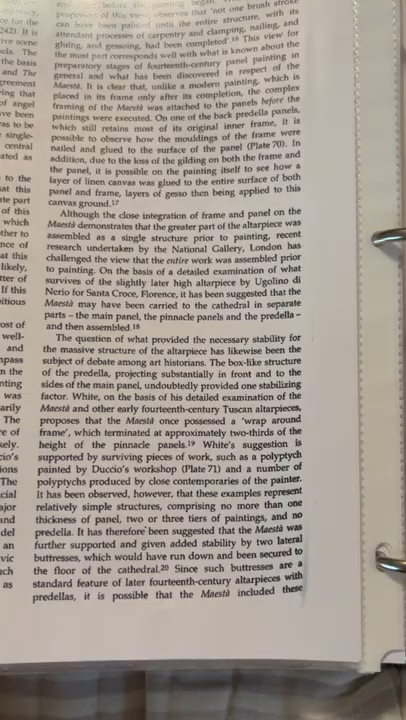 proponent of this view, observes that 'not one brush stroke
can have been painted until the entire structure, with its
attendant processes of carpentry and clamping, nailing, and
gluing, and gessoing, had been completed'.16 This view for
the most part corresponds well with what is known about the
preparatory stages of fourteenth-century panel painting in
general and what has been discovered in respect of the
Maestà. It is clear that, unlike a modern painting, which is
placed in its frame only after its completion, the complex
framing of the Maestà was attached to the panels before the
paintings were executed. On one of the back predella panels,
which still retains most of its original inner frame, it is
possible to observe how the mouldings of the frame were
nailed and glued to the surface of the panel (Plate 70). In
addition, due to the loss of the gilding on both the frame and
the panel, it is possible on the painting itself to see how a
layer of linen canvas was glued to the entire surface of both
panel and frame, layers of gesso then being applied to this
canvas ground.17
Although the close integration of frame and panel on the
Maestà demonstrates that the greater part of the altarpiece was
assembled as a single structure prior to painting, recent
research undertaken by the National Gallery, London has
challenged the view that the entire work was assembled prior
to painting. On the basis of a detailed examination of what
survives of the slightly later high altarpiece by Ugolino di
Nerio for Santa Croce, Florence, it has been suggested that the
Maestà may have been carried to the cathedral in separate
parts – the main panel, the pinnacle panels and the predella –
and then assembled.18
The question of what provided the necessary stability for
the massive structure of the altarpiece has likewise been the
subject of debate among art historians. The box-like structure
of the predella, projecting substantially in front and to the
sides of the main panel, undoubtedly provided one stabilizing
factor. White, on the basis of his detailed examination of the
Maestà and other early fourteenth-century Tuscan altarpieces,
proposes that the Maestà once possessed a 'wrap around
frame', which terminated at approximately two-thirds of the
height of the pinnacle panels.19 White's suggestion is
supported by surviving pieces of work, such as a polyptych
painted by Duccio's workshop (Plate 71) and a number of
polyptychs produced by close contemporaries of the painter.
It has been observed, however, that these examples represent
relatively simple structures, comprising no more than one
thickness of panel, two or three tiers of paintings, and no
predella. It has therefore been suggested that the Maestà was
further supported and given added stability by two lateral
buttresses, which would have run down and been secured to
the floor of the cathedral.20 Since such buttresses are a
standard feature of later fourteenth-century altarpieces with
predellas, it is possible that the Maestà included these